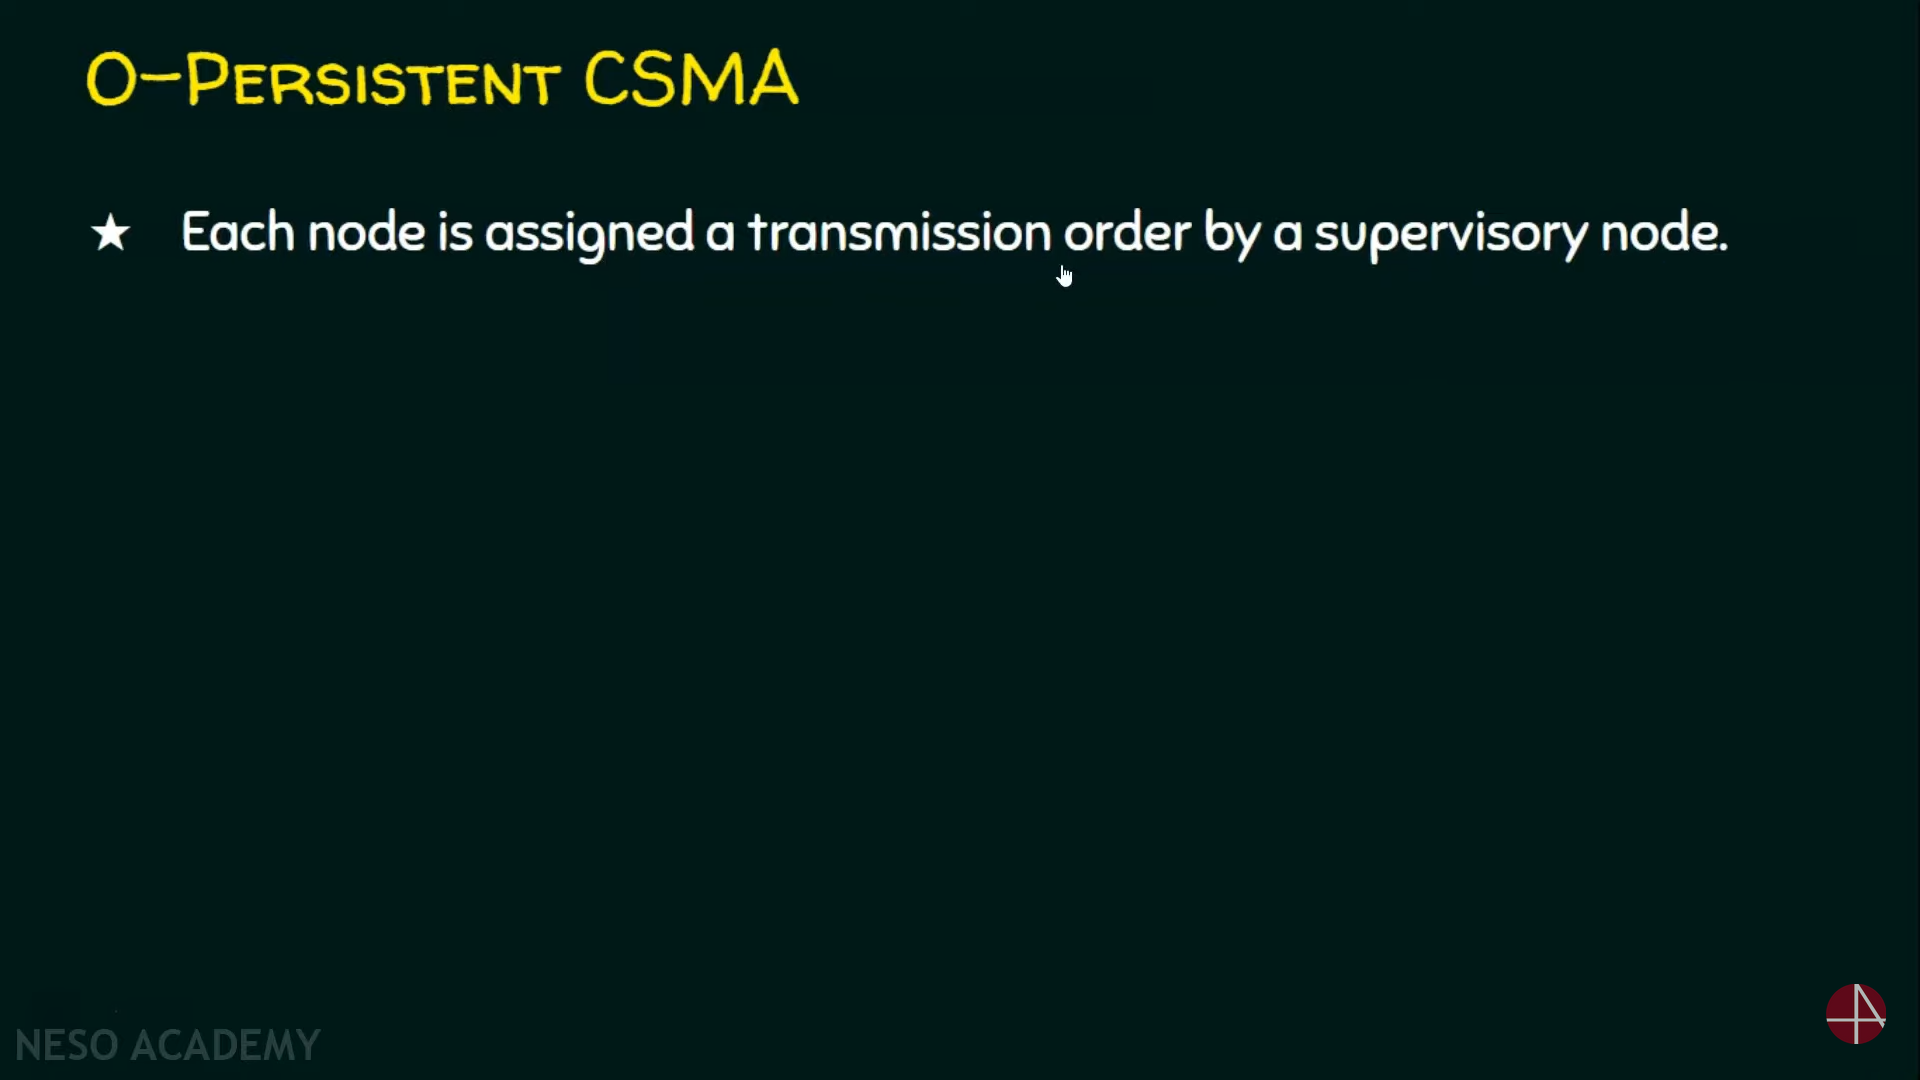 O-Persistent CSMA
★ Each node is assigned a transmission order by a supervisory node.
NESO ACADEMY